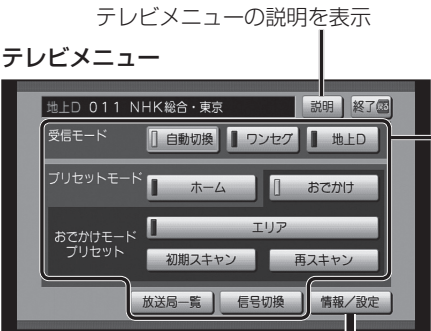 テレビメニューの説明を表示
テレビメニュー
地上D 011 NHK総合・東京 説明 終了
受信モード 自動切換 ワンセグ 地上D
プリセットモード ホーム おでかけ
エリア
おでかけモード
プリセット 初期スキャン 再スキャン
放送局一覧 信号切換 情報／設定